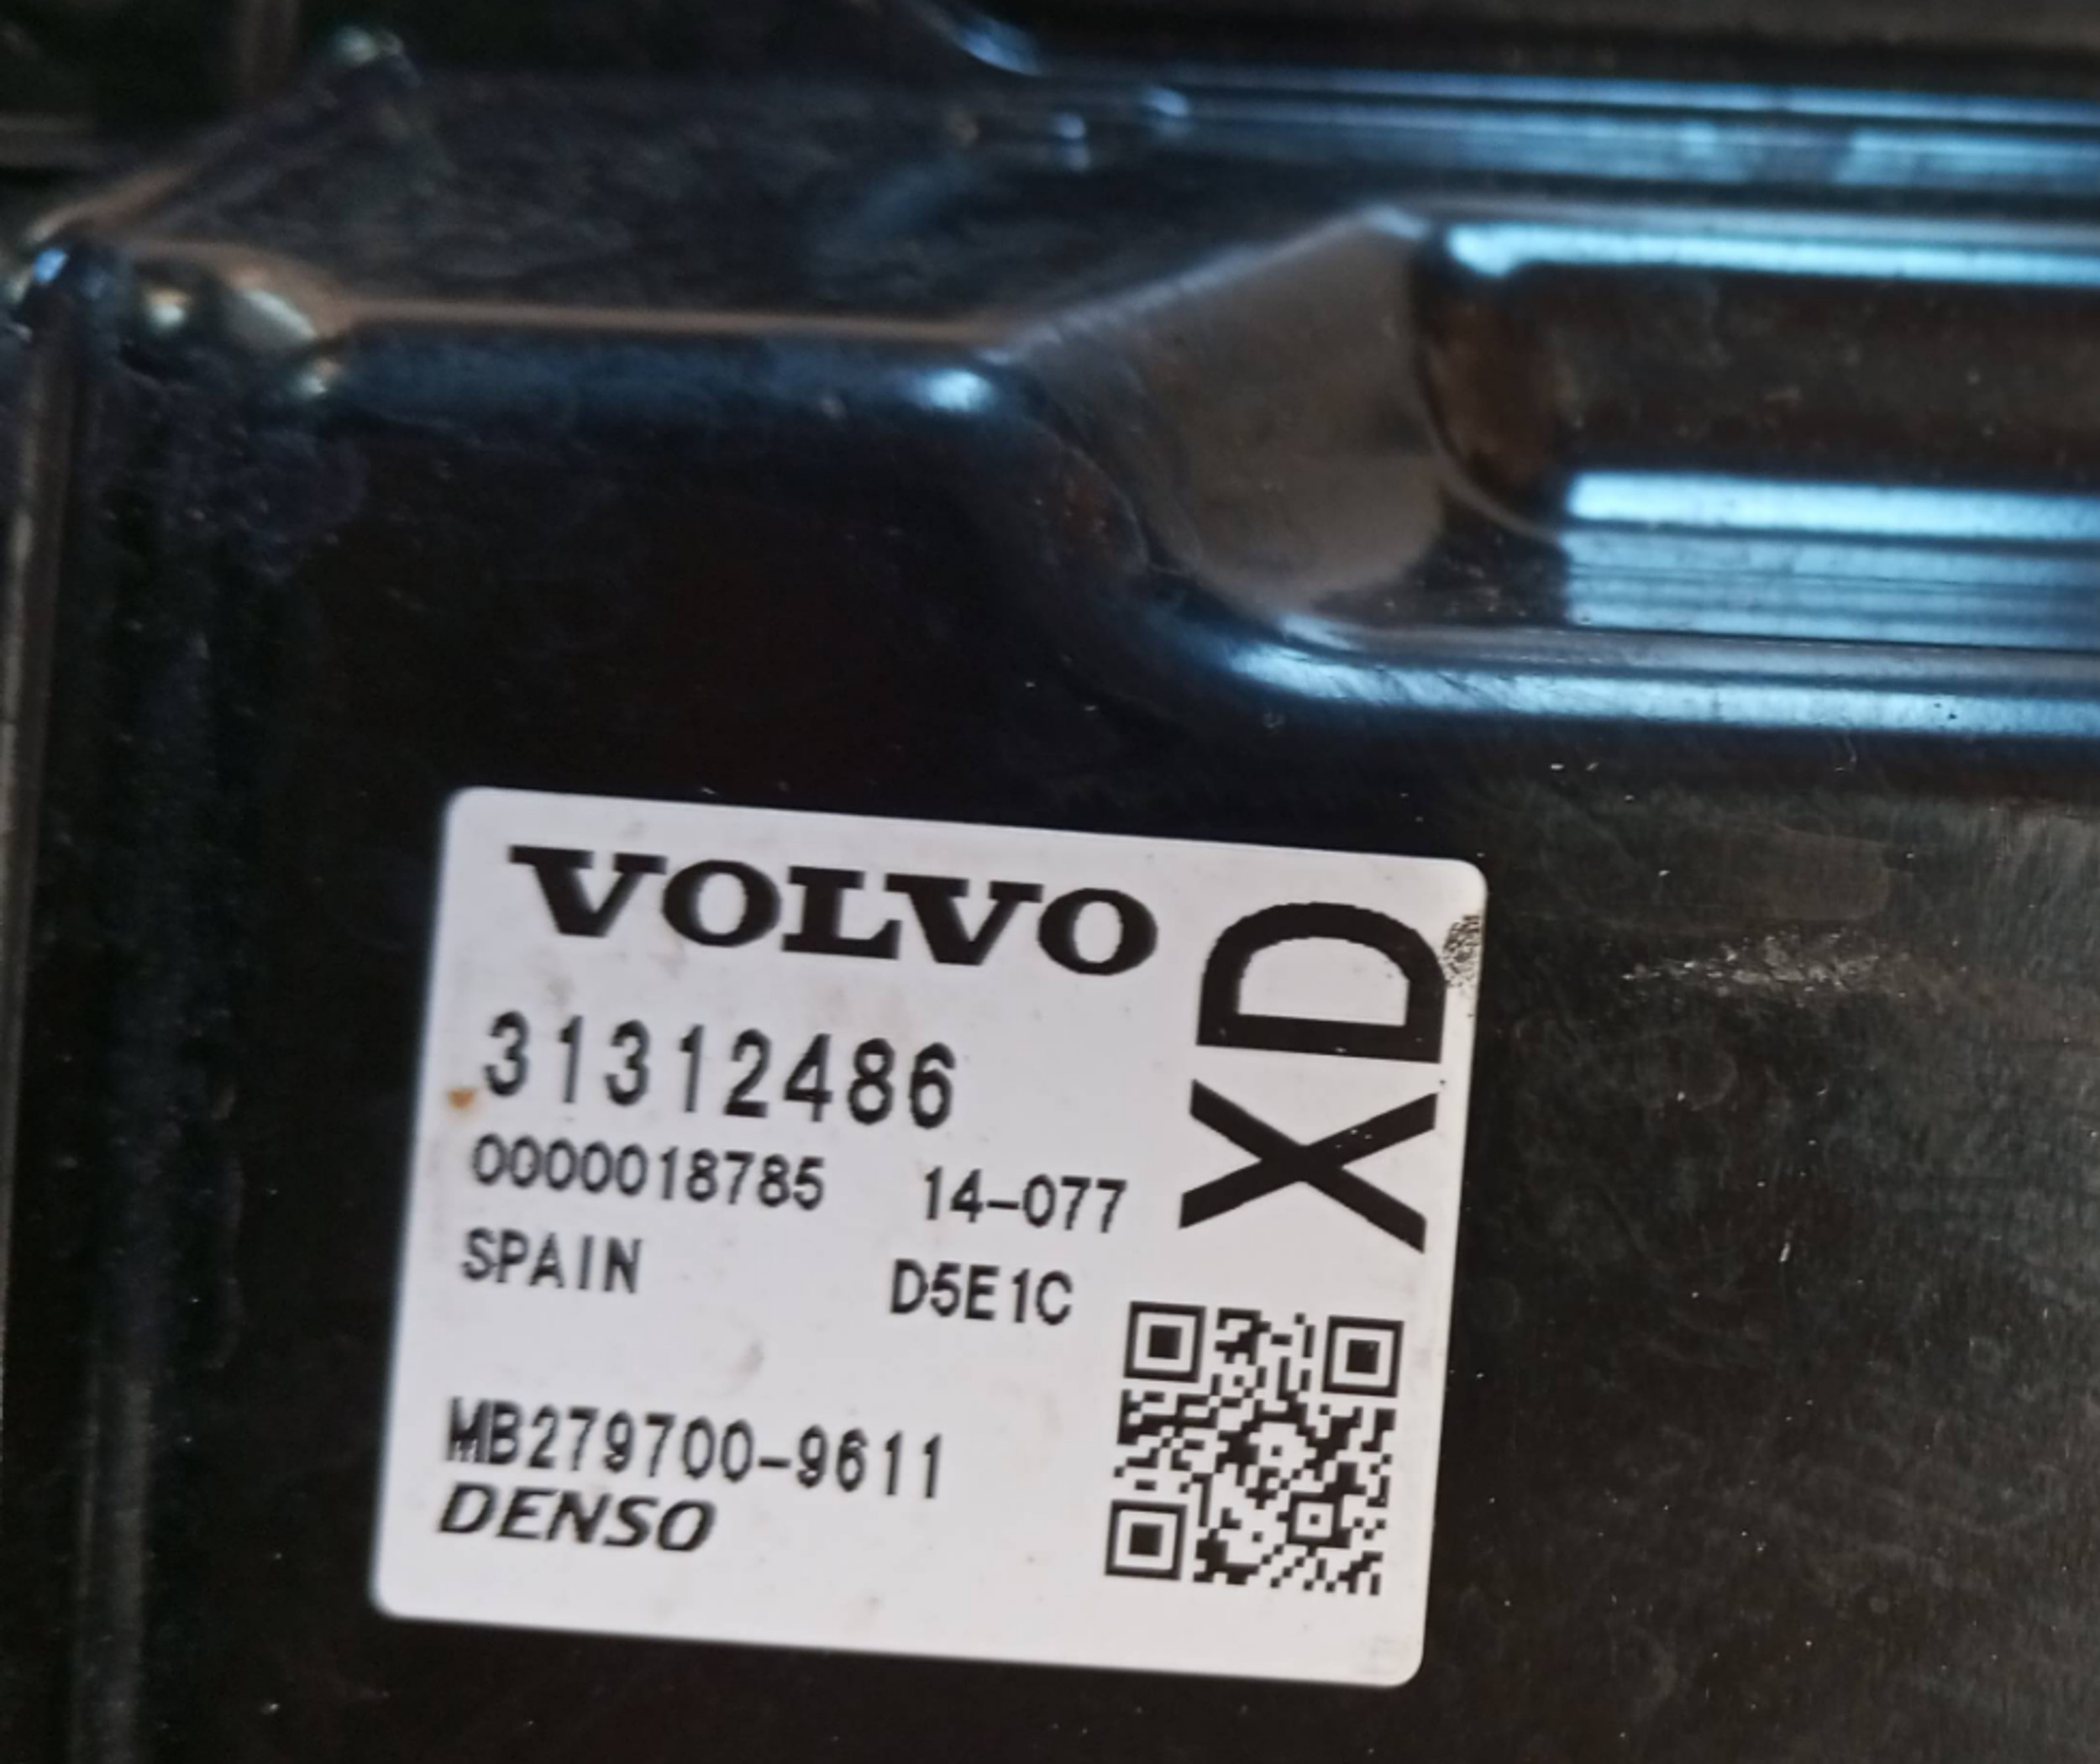 VOLVO
XD
31312486
0000018785 14-077
SPAIN D5E1C
MB279700-9611
DENSO